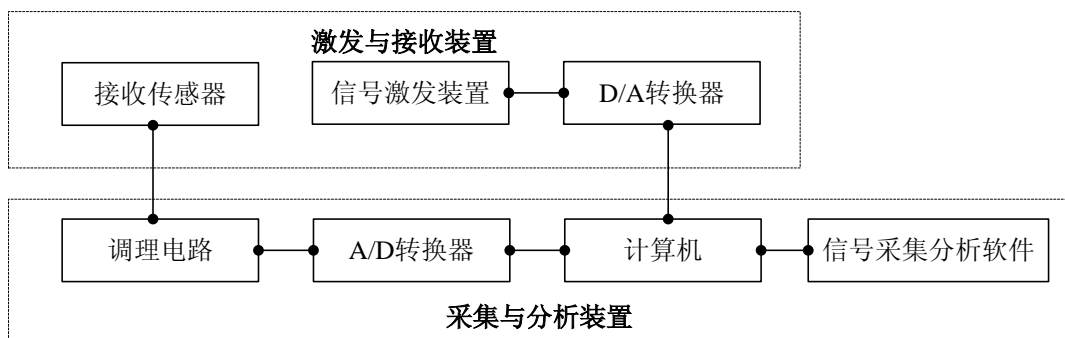 激发与接收装置
接收传感器
信号激发装置
D/A转换器
调理电路
A/D转换器
计算机
信号采集分析软件
采集与分析装置